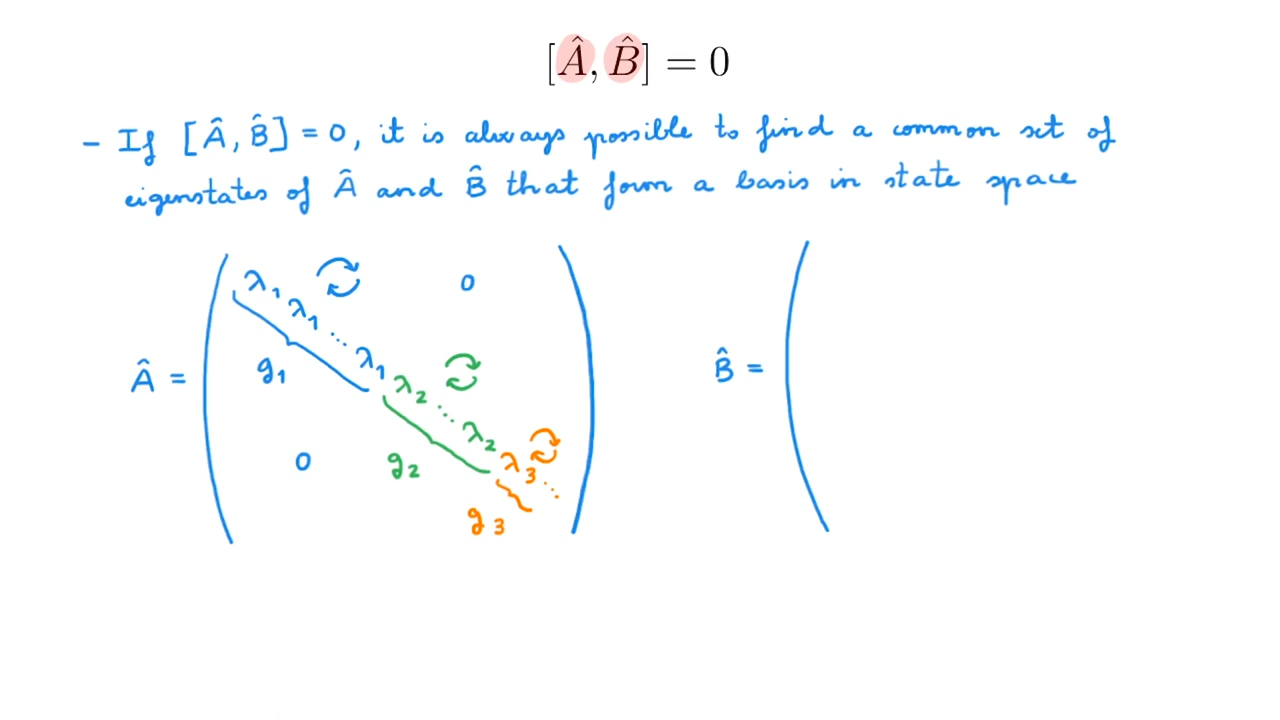 [Â, B̂] = 0
- If [Â, B̂] = 0, it is always possible to find a common set of
eigenstates of Â and B̂ that form a basis in state space
λ₁ 0
λ₁
... λ₁
Â = g₁ λ₂ B̂ =
... λ₂
0 g₂ λ₃ ...
g₃